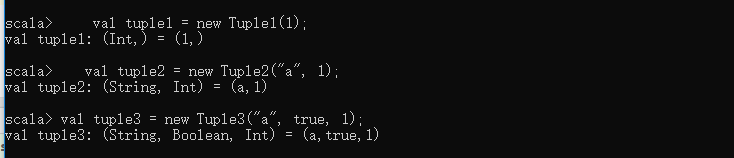 scala>     val tuple1 = new Tuple1(1);
val tuple1: (Int,) = (1,)
scala>    val tuple2 = new Tuple2("a", 1);
val tuple2: (String, Int) = (a,1)
scala> val tuple3 = new Tuple3("a", true, 1);
val tuple3: (String, Boolean, Int) = (a,true,1)